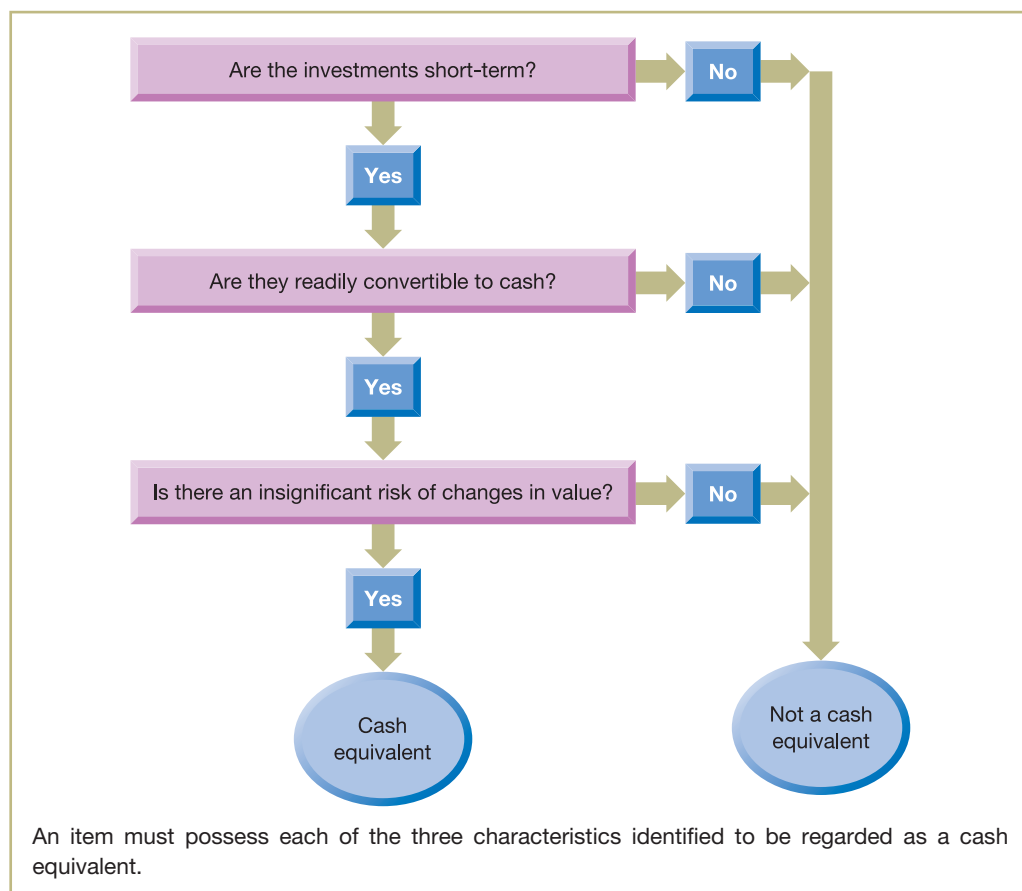 Are the investments short-term?
No
Yes
Are they readily convertible to cash?
No
Yes
Is there an insignificant risk of changes in value?
No
Yes
Cash
equivalent
Not a cash
equivalent
An item must possess each of the three characteristics identified to be regarded as a cash
equivalent.